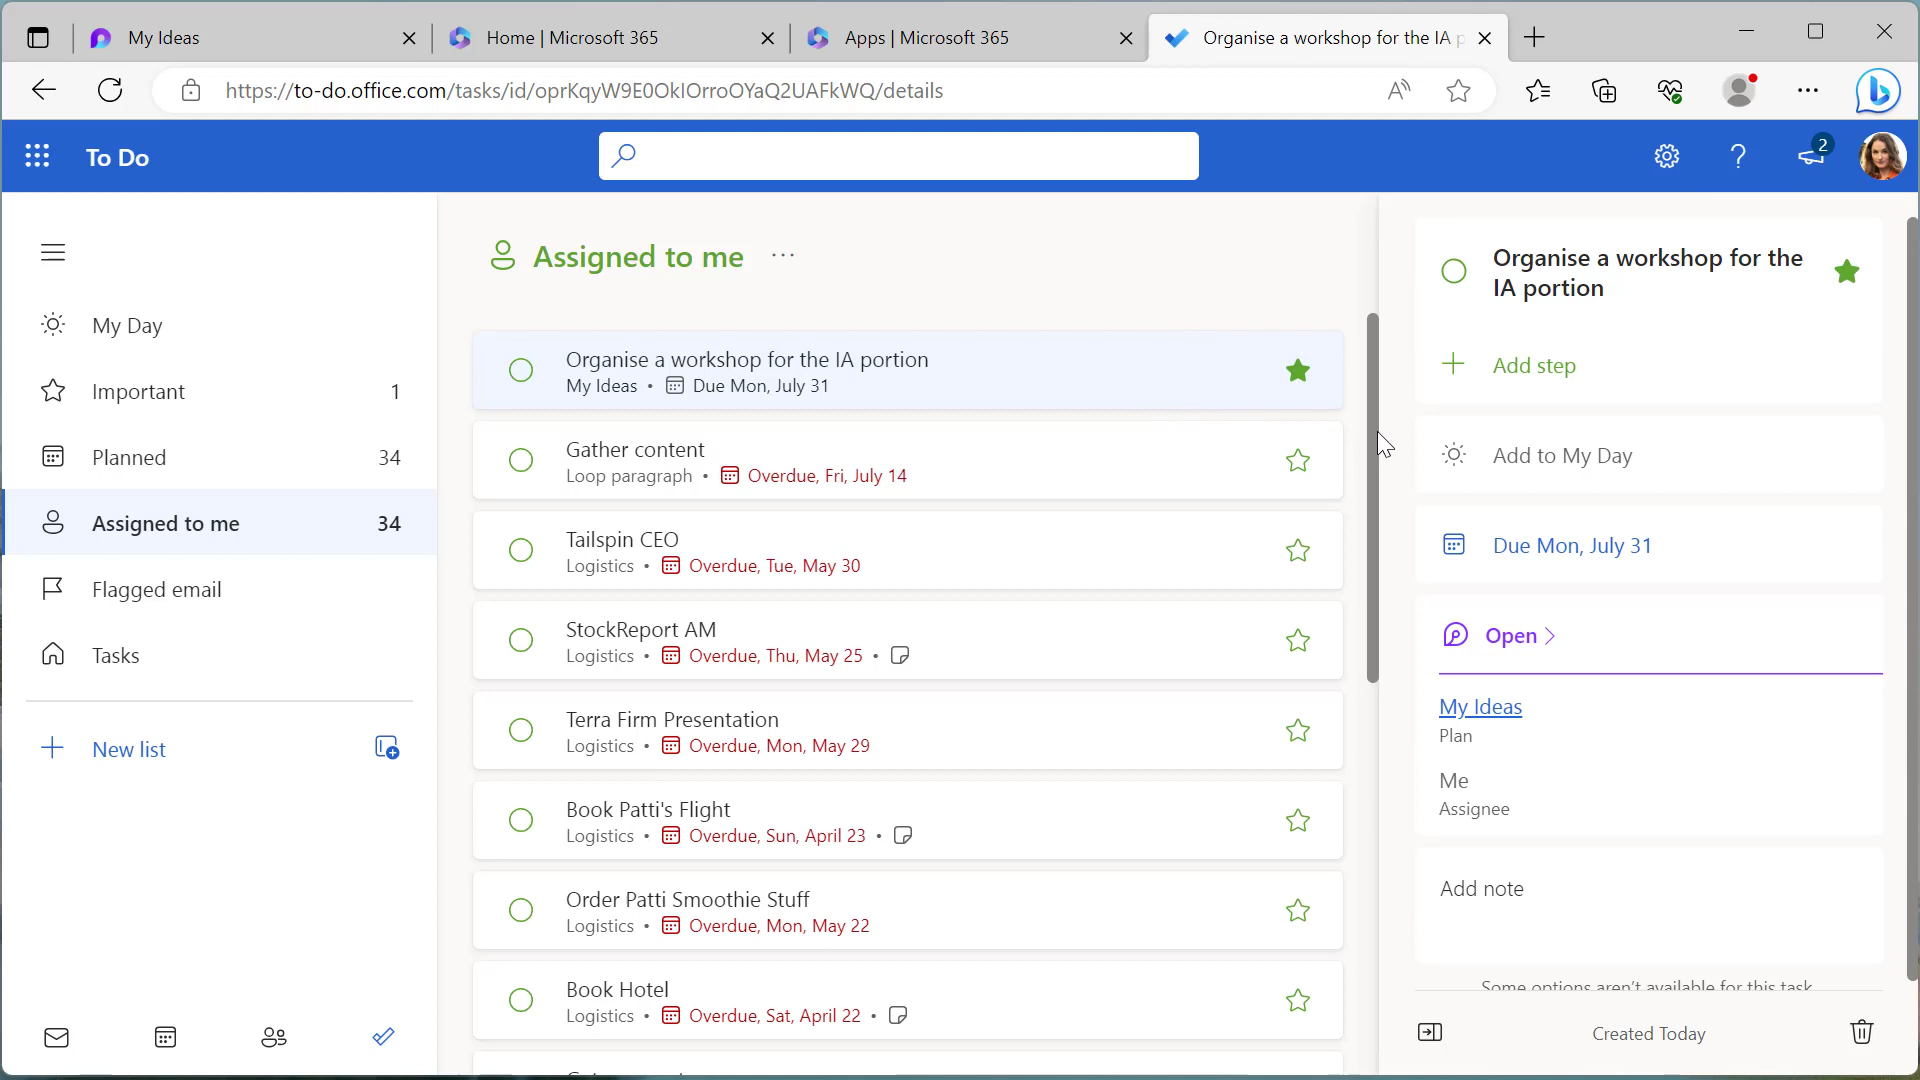 My Ideas
Home | Microsoft 365
Apps | Microsoft 365
Organise a workshop for the IA p
https://to-do.office.com/tasks/id/oprKqyW9E0OkIOrroOYaQ2UAFkWQ/details
To Do
2
My Day
Important 1
Planned 34
Assigned to me 34
Flagged email
Tasks
New list
Assigned to me
Organise a workshop for the IA portion
My Ideas • Due Mon, July 31
Gather content
Loop paragraph • Overdue, Fri, July 14
Tailspin CEO
Logistics • Overdue, Tue, May 30
StockReport AM
Logistics • Overdue, Thu, May 25 •
Terra Firm Presentation
Logistics • Overdue, Mon, May 29
Book Patti's Flight
Logistics • Overdue, Sun, April 23 •
Order Patti Smoothie Stuff
Logistics • Overdue, Mon, May 22
Book Hotel
Logistics • Overdue, Sat, April 22 •
Organise a workshop for the
IA portion
Add step
Add to My Day
Due Mon, July 31
Open
My Ideas
Plan
Me
Assignee
Add note
Some options aren't available for this task
Created Today